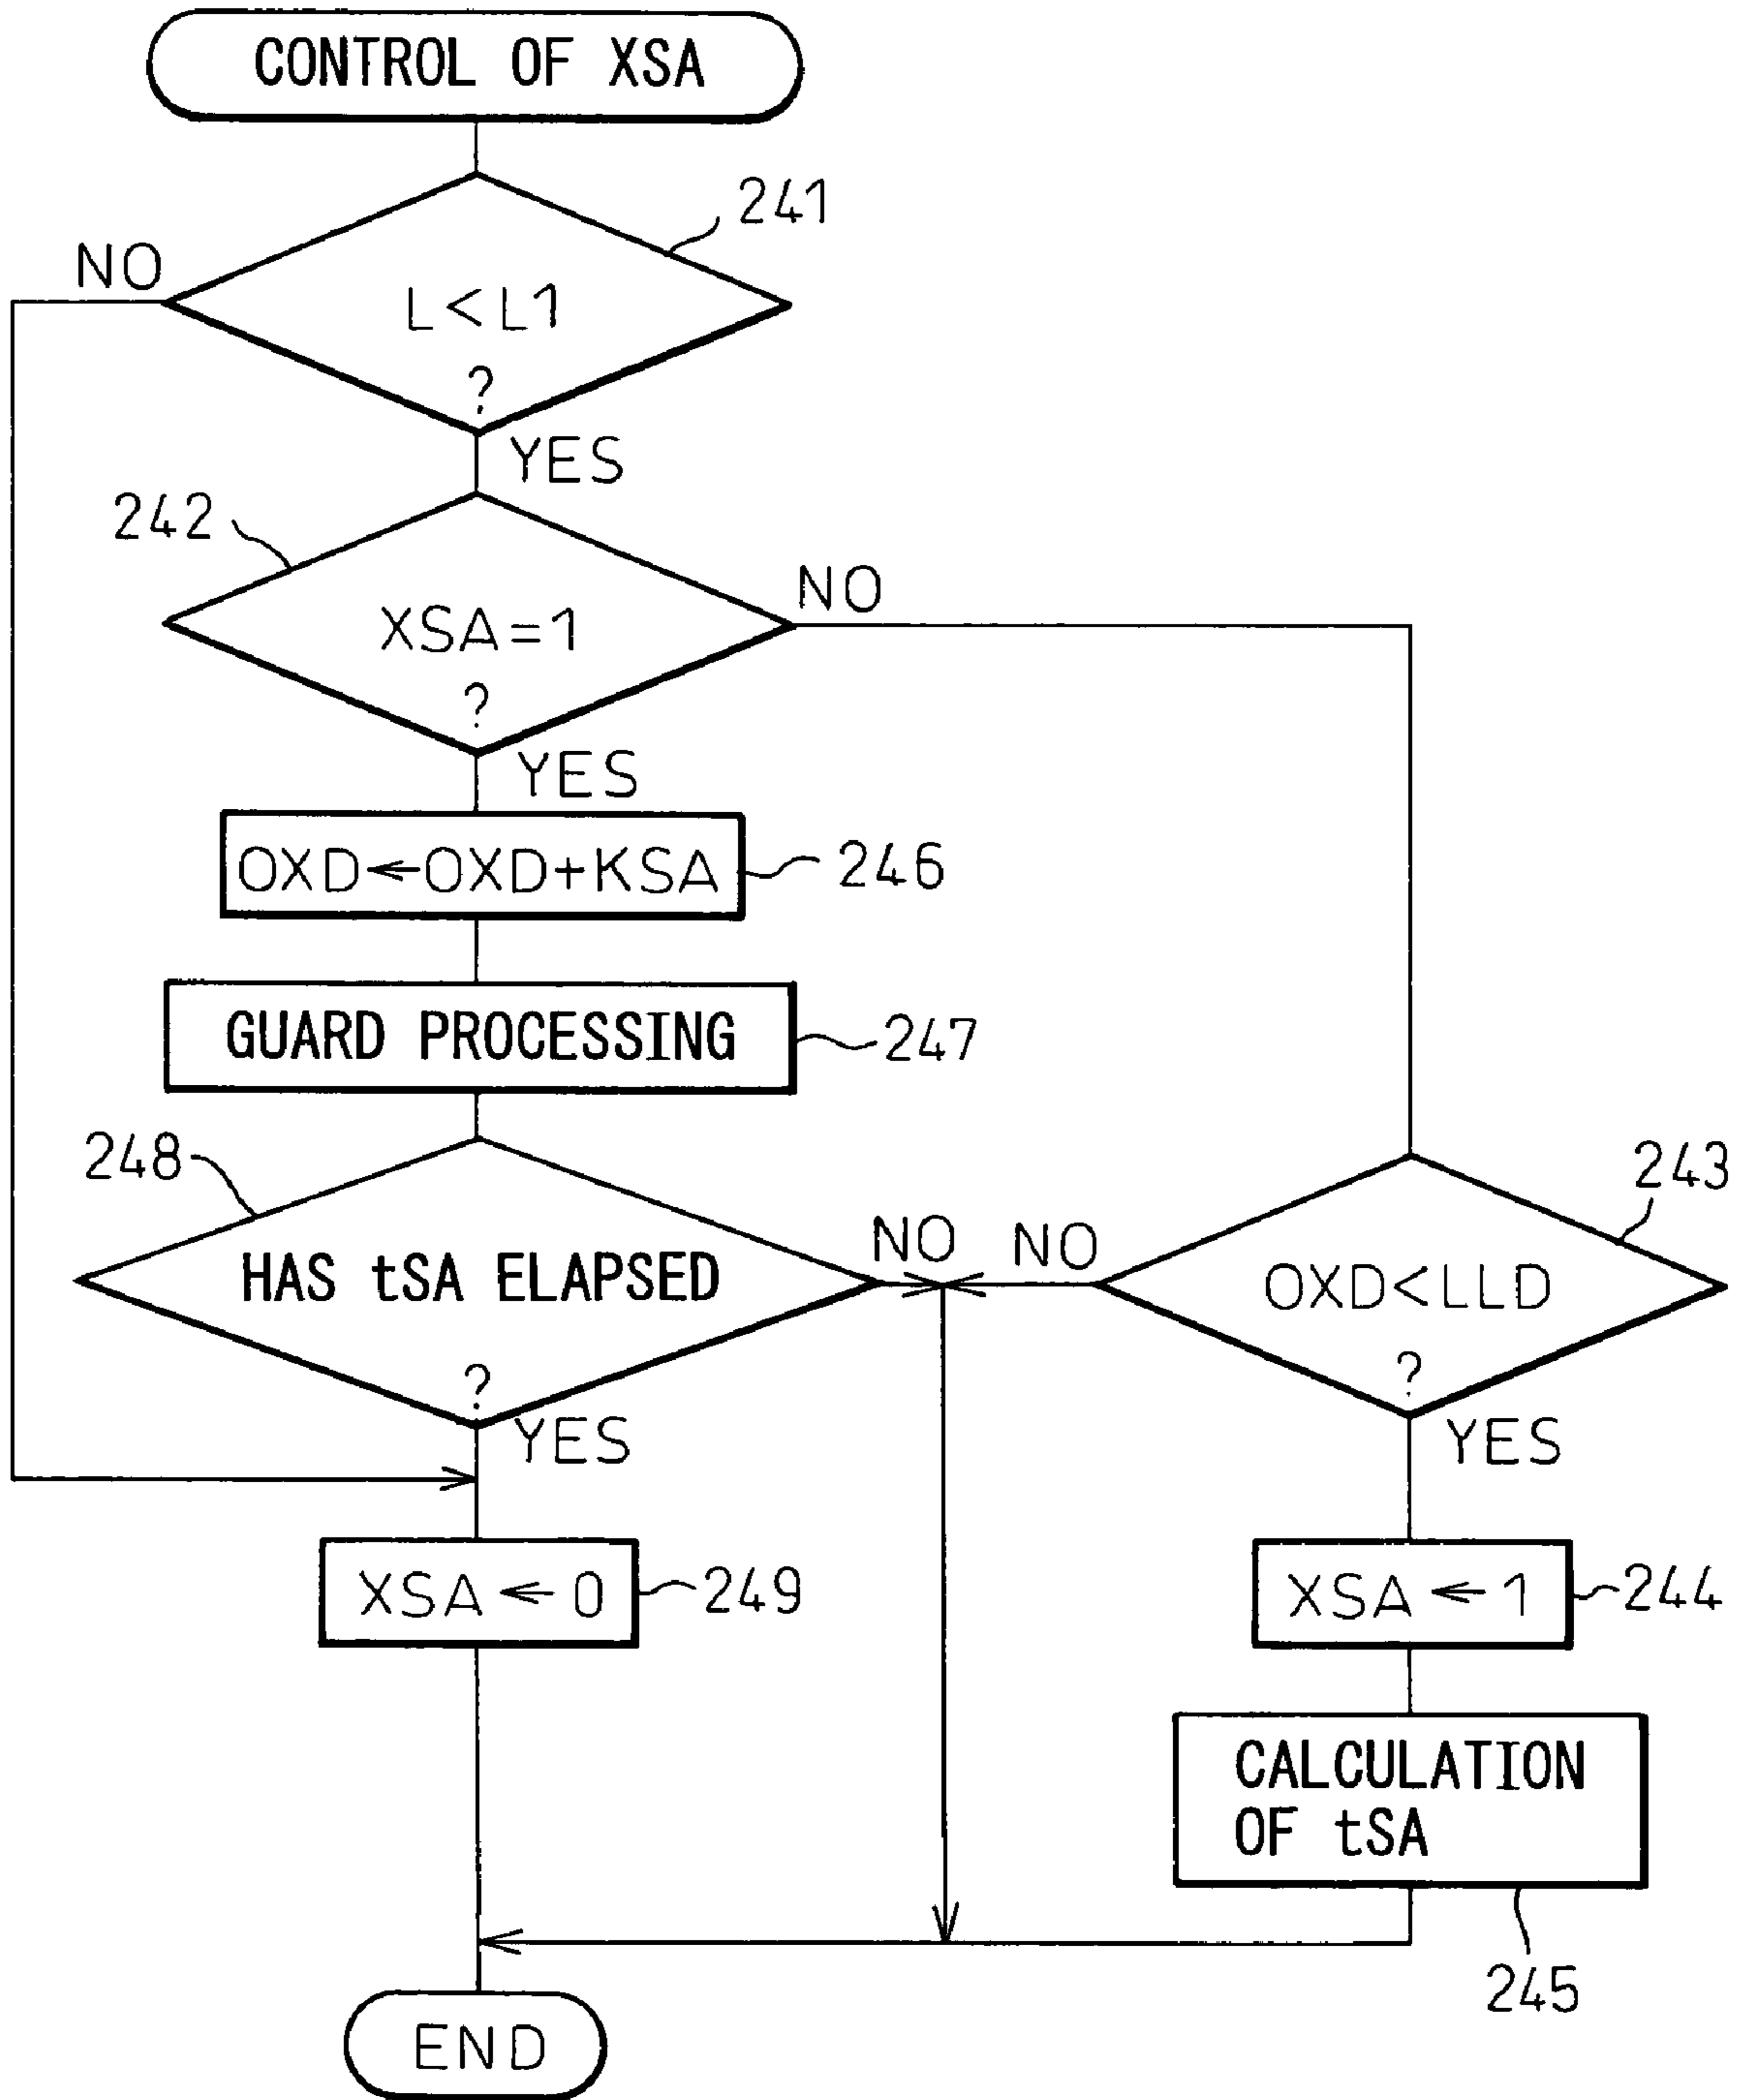 CONTROL OF XSA
241
NO
L<L1
?
YES
242
NO
XSA=1
?
YES
OXD←OXD+KSA
246
GUARD PROCESSING
247
248
243
NO
NO
HAS tSA ELAPSED
OXD<LLD
?
?
YES
YES
XSA←0
249
XSA←1
244
CALCULATION
OF tSA
245
END